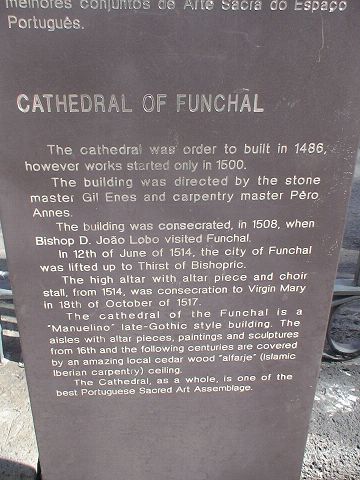 melhores conjuntos de Arte Sacra do Espaço
Português.
CATHEDRAL OF FUNCHAL
The cathedral was order to built in 1486,
however works started only in 1500.
The building was directed by the stone
master Gil Enes and carpentry master Pêro
Annes.
The building was consecrated, in 1508, when
Bishop D. João Lobo visited Funchal.
In 12th of June of 1514, the city of Funchal
was lifted up to Thirst of Bishopric.
The high altar with altar piece and choir
stall, from 1514, was consecration to Virgin Mary
in 18th of October of 1517.
The cathedral of the Funchal is a
"Manuelino" late-Gothic style building. The
aisles with altar pieces, paintings and sculptures
from 16th and the following centuries are covered
by an amazing local cedar wood "alfarje" (Islamic
Iberian carpentry) ceiling.
The Cathedral, as a whole, is one of the
best Portuguese Sacred Art Assemblage.